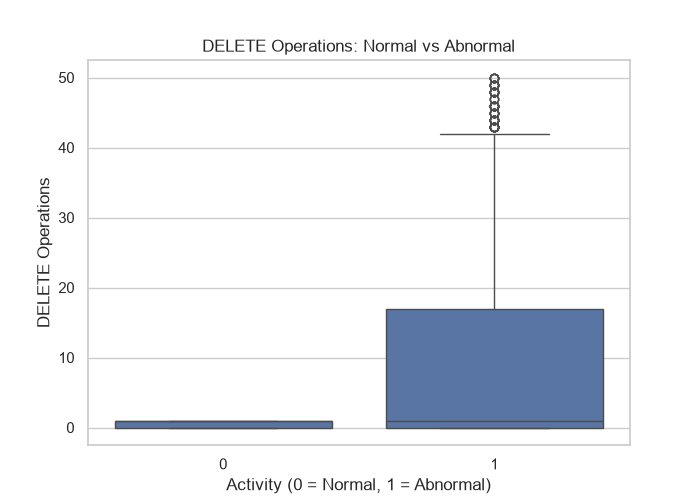 DELETE Operations: Normal vs Abnormal
50
40
30
20
10
0
DELETE Operations
0 1
Activity (0 = Normal, 1 = Abnormal)